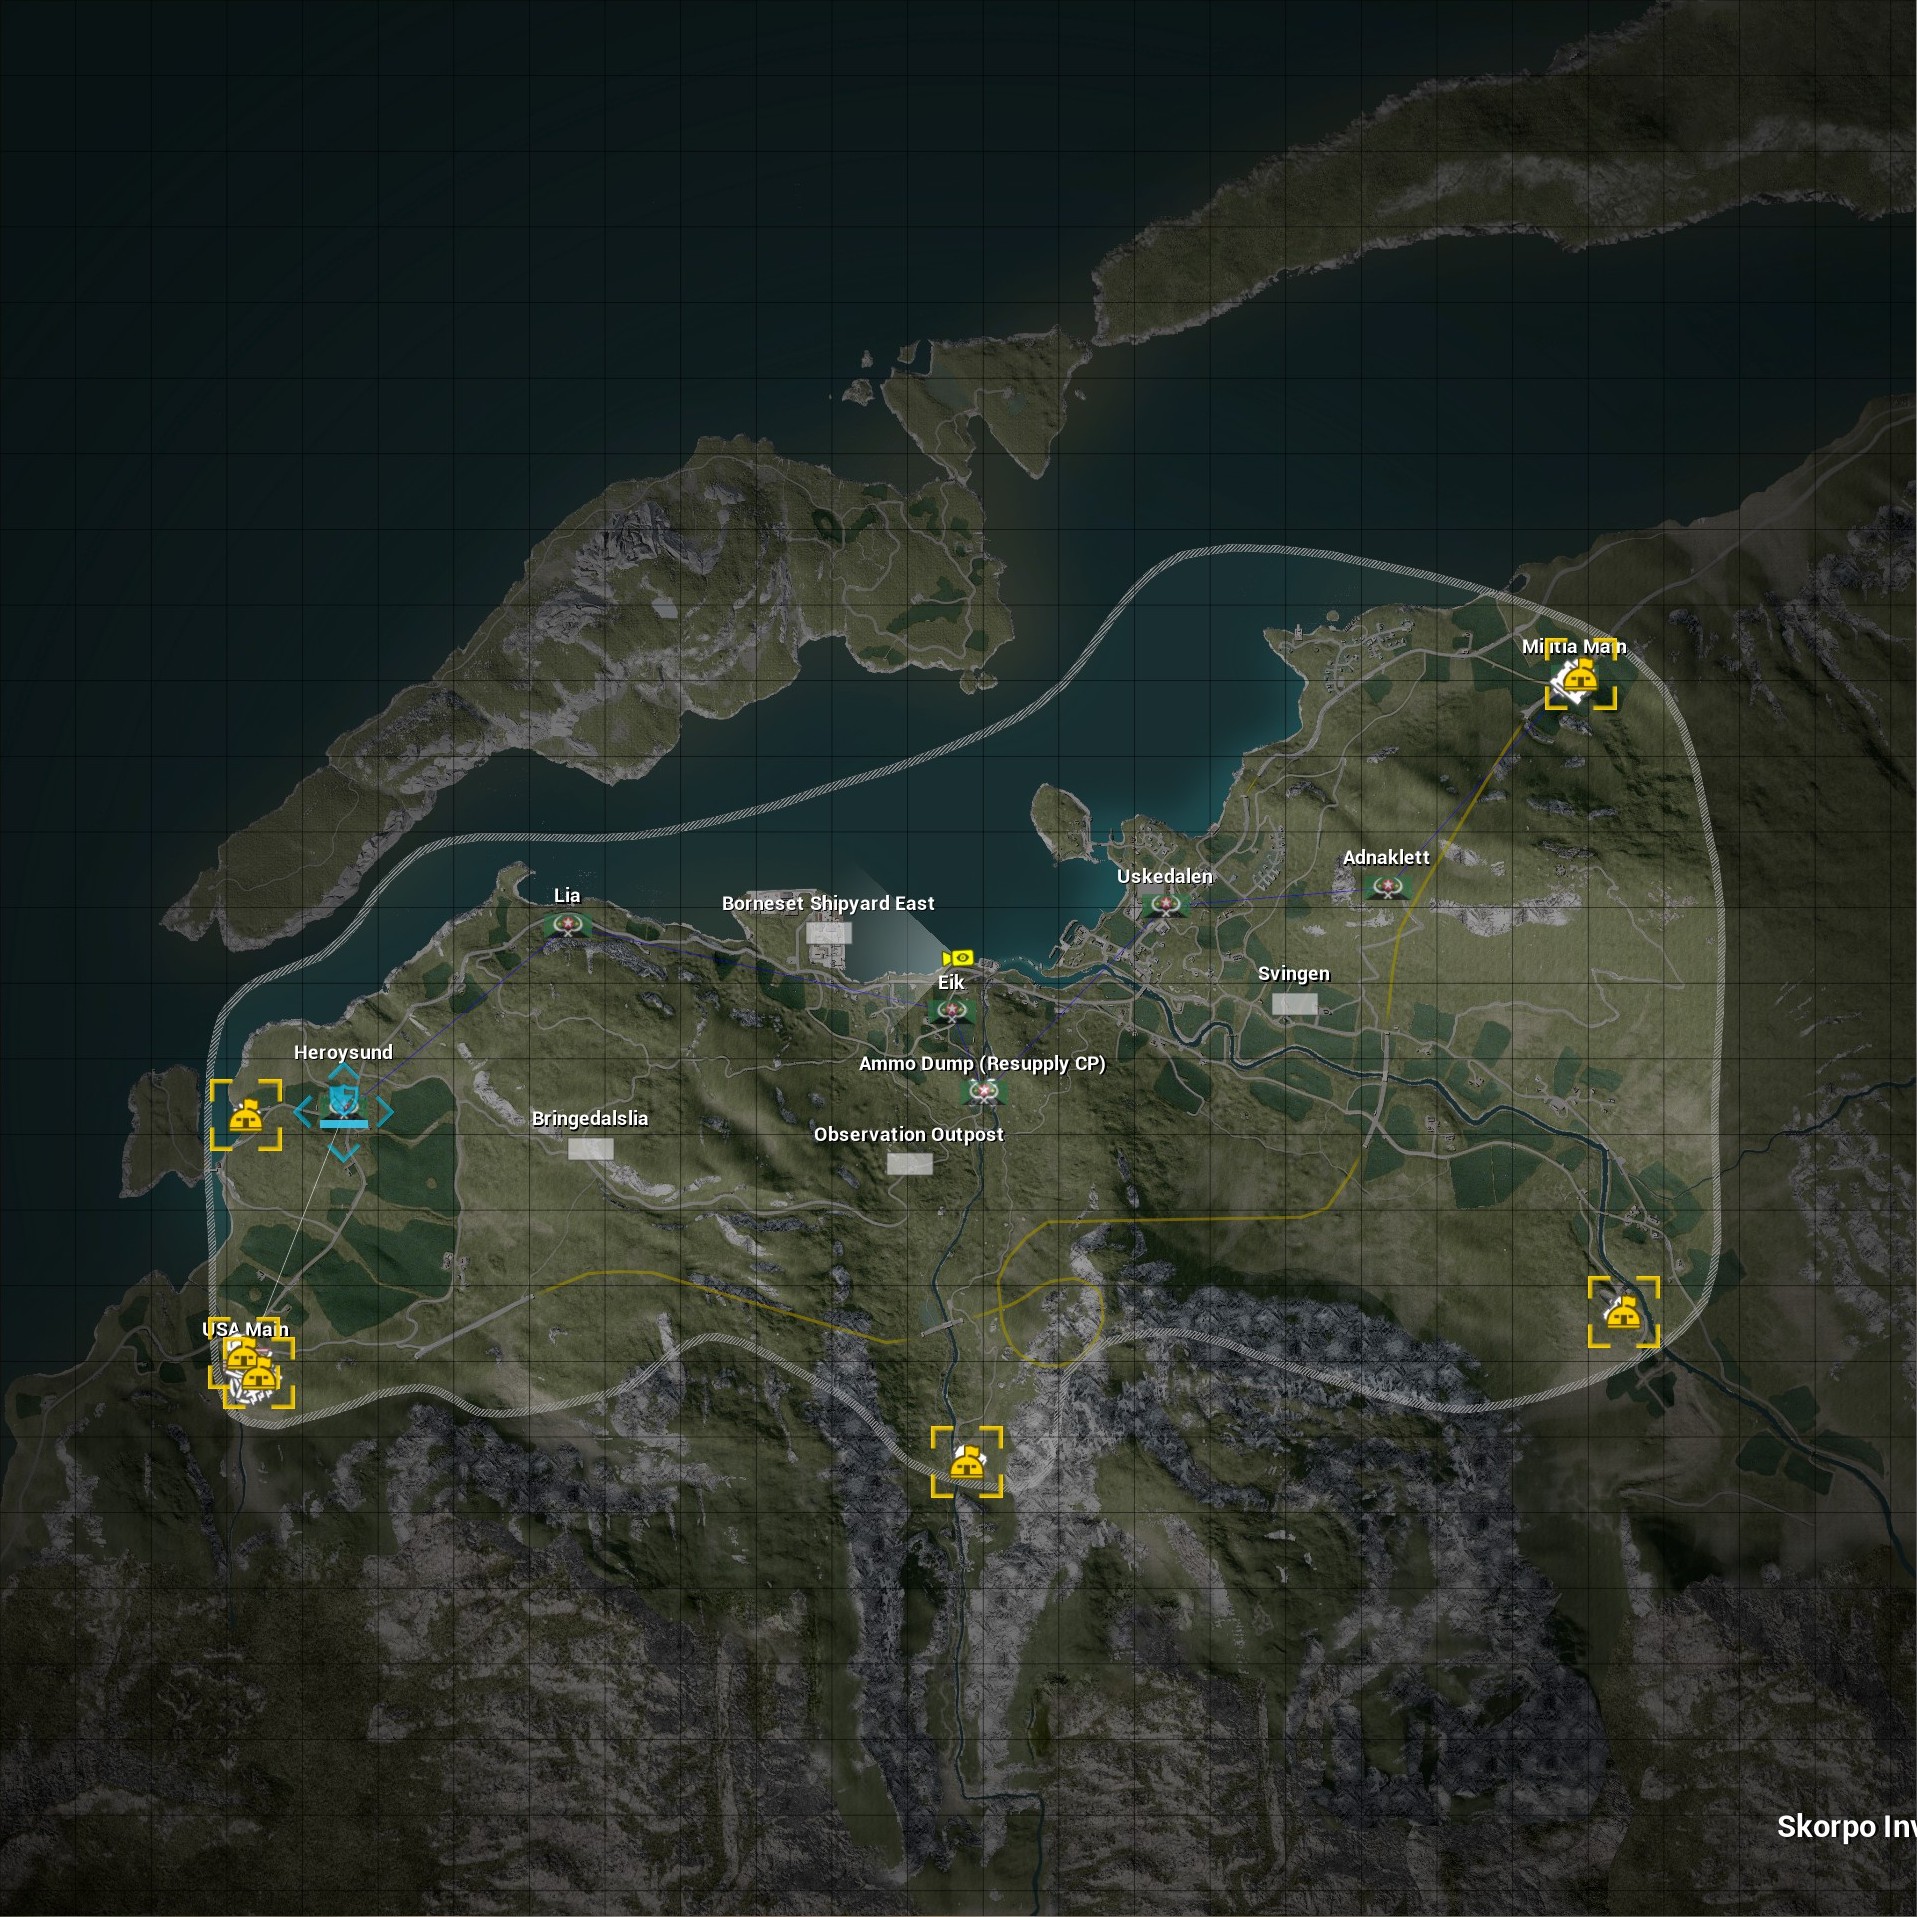 Militia Main
Adnaklett
Uskedalen
Lia
Borneset Shipyard East
Svingen
Eik
Heroysund
Ammo Dump (Resupply CP)
Bringedalslia
Observation Outpost
USA Main
Skorpo